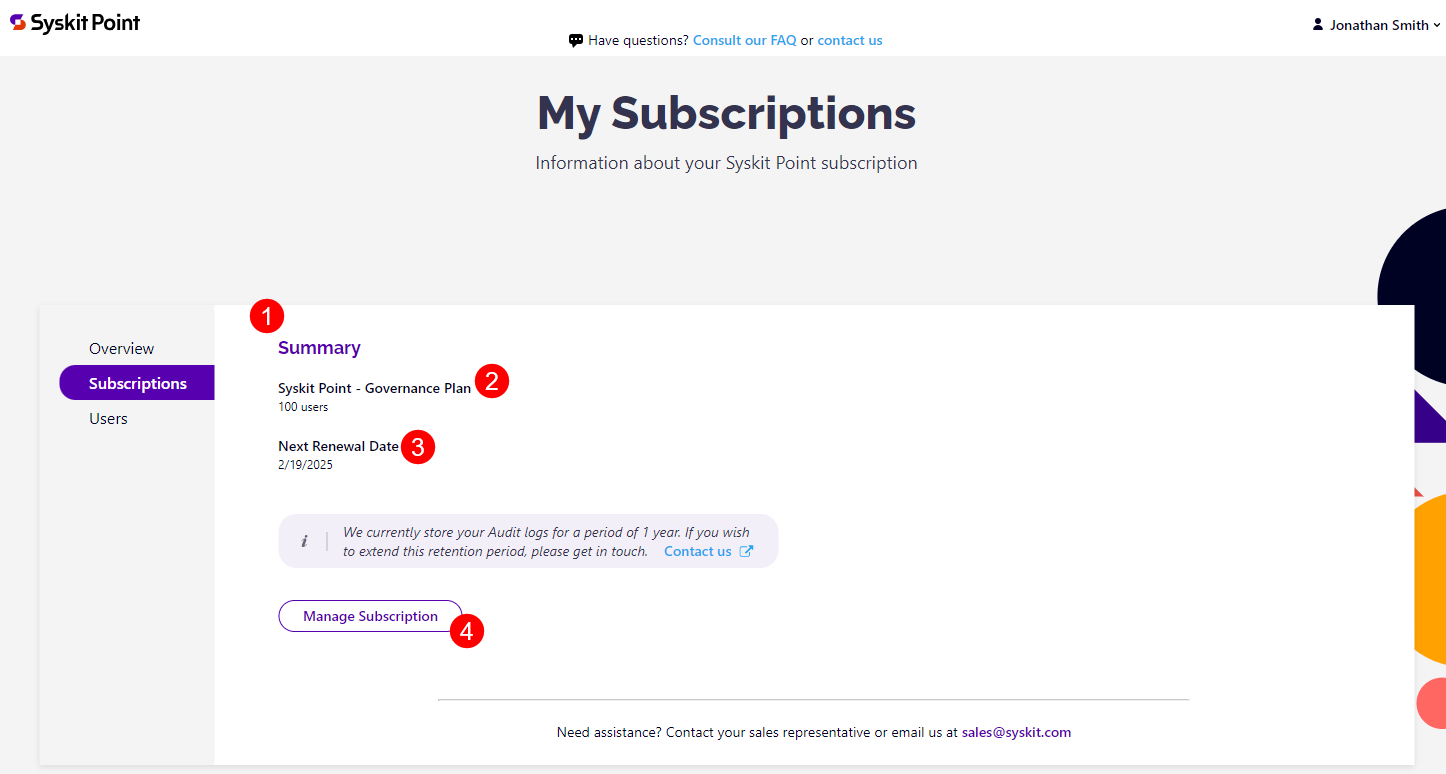 Syskit Point
Have questions? Consult our FAQ or contact us
Jonathan Smith
My Subscriptions
Information about your Syskit Point subscription
Overview
Subscriptions
Users
1
Summary
Syskit Point - Governance Plan 2
100 users
Next Renewal Date 3
2/19/2025
i
We currently store your Audit logs for a period of 1 year. If you wish
to extend this retention period, please get in touch. Contact us
Manage Subscription
4
Need assistance? Contact your sales representative or email us at sales@syskit.com